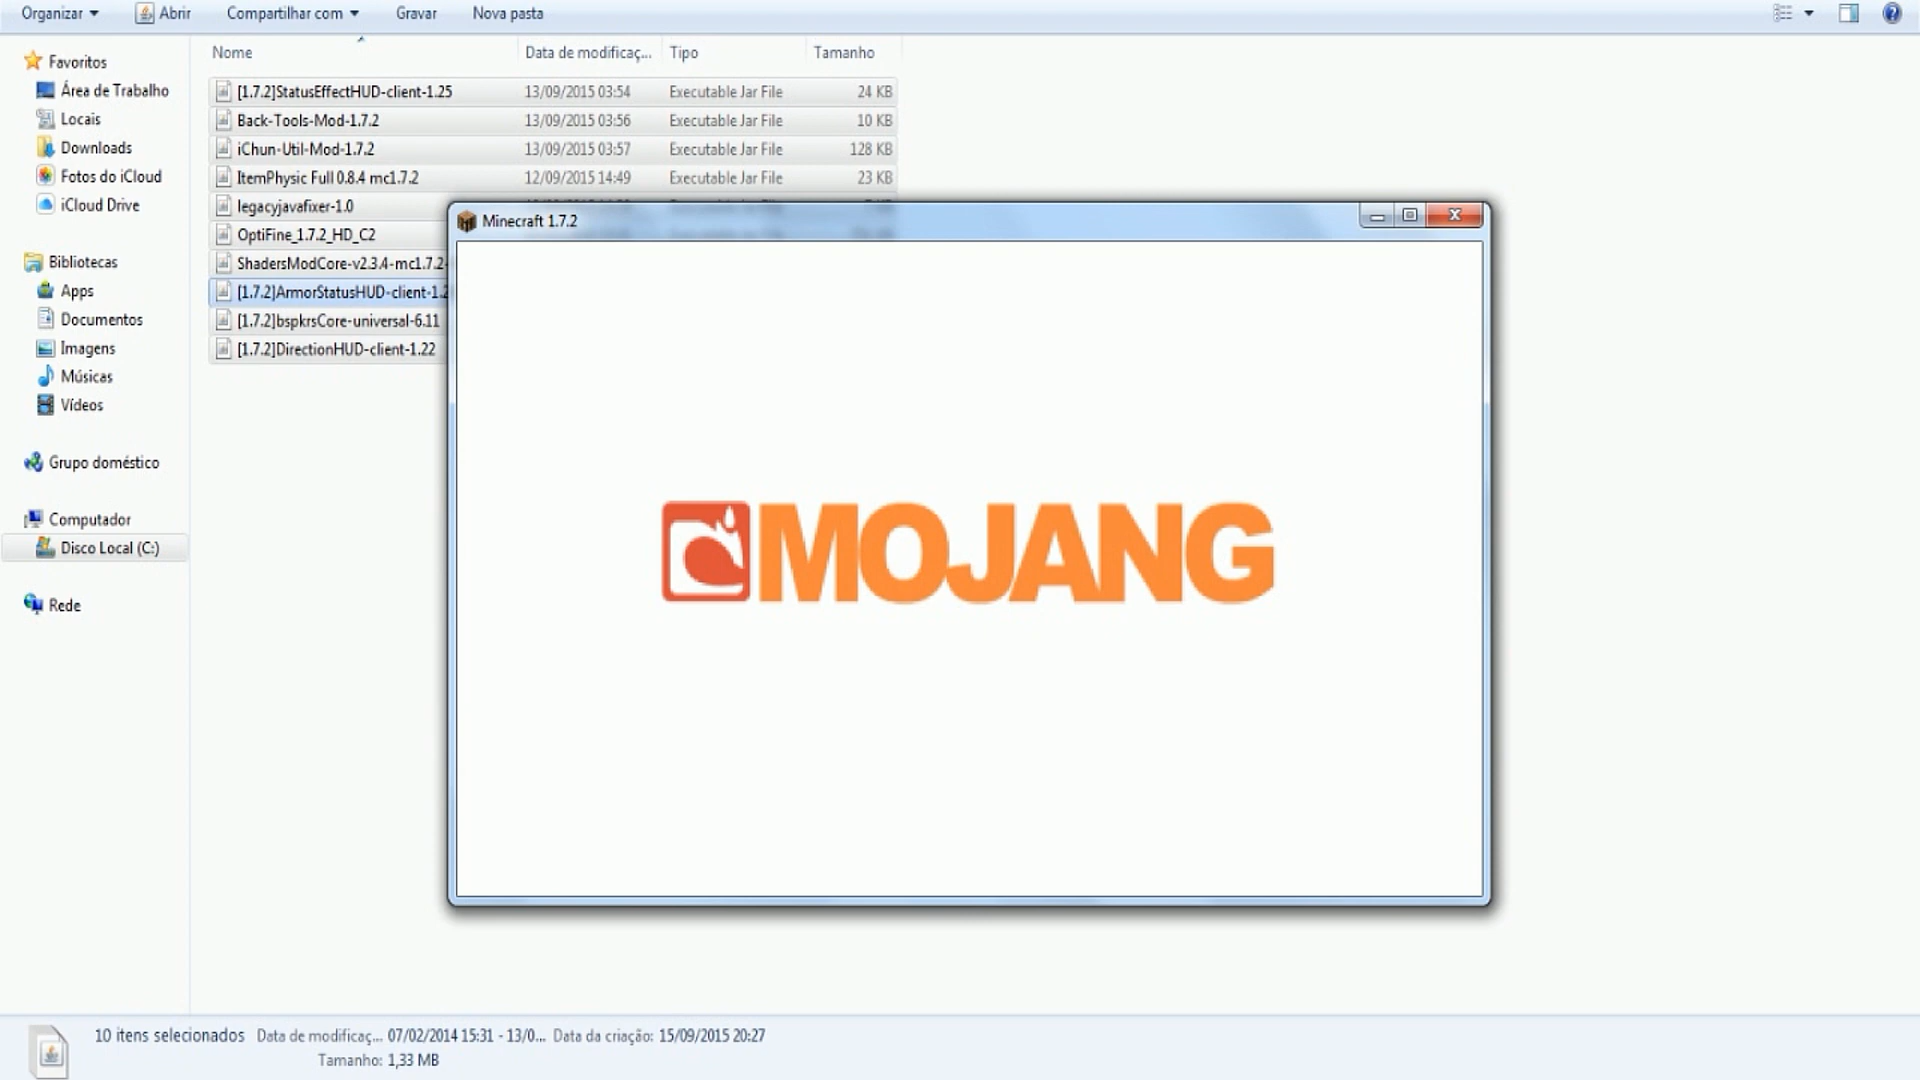 Organizar Abrir Compartilhar com Gravar Nova pasta
Nome Data de modificaç... Tipo Tamanho
Favoritos
Área de Trabalho
Locais
Downloads
Fotos do iCloud
iCloud Drive
Bibliotecas
Apps
Documentos
Imagens
Músicas
Vídeos
Grupo doméstico
Computador
Disco Local (C:)
Rede
[1.7.2]StatusEffectHUD-client-1.25 13/09/2015 03:54 Executable Jar File 24 KB
Back-Tools-Mod-1.7.2 13/09/2015 03:56 Executable Jar File 10 KB
iChun-Util-Mod-1.7.2 13/09/2015 03:57 Executable Jar File 128 KB
ItemPhysic Full 0.8.4 mc1.7.2 12/09/2015 14:49 Executable Jar File 23 KB
legacyjavafixer-1.0
OptiFine_1.7.2_HD_C2
ShadersModCore-v2.3.4-mc1.7.2-
[1.7.2]ArmorStatusHUD-client-1.2
[1.7.2]bspkrsCore-universal-6.11
[1.7.2]DirectionHUD-client-1.22
Minecraft 1.7.2
MOJANG
10 itens selecionados Data de modificaç... 07/02/2014 15:31 - 13/0... Data da criação: 15/09/2015 20:27
Tamanho: 1,33 MB